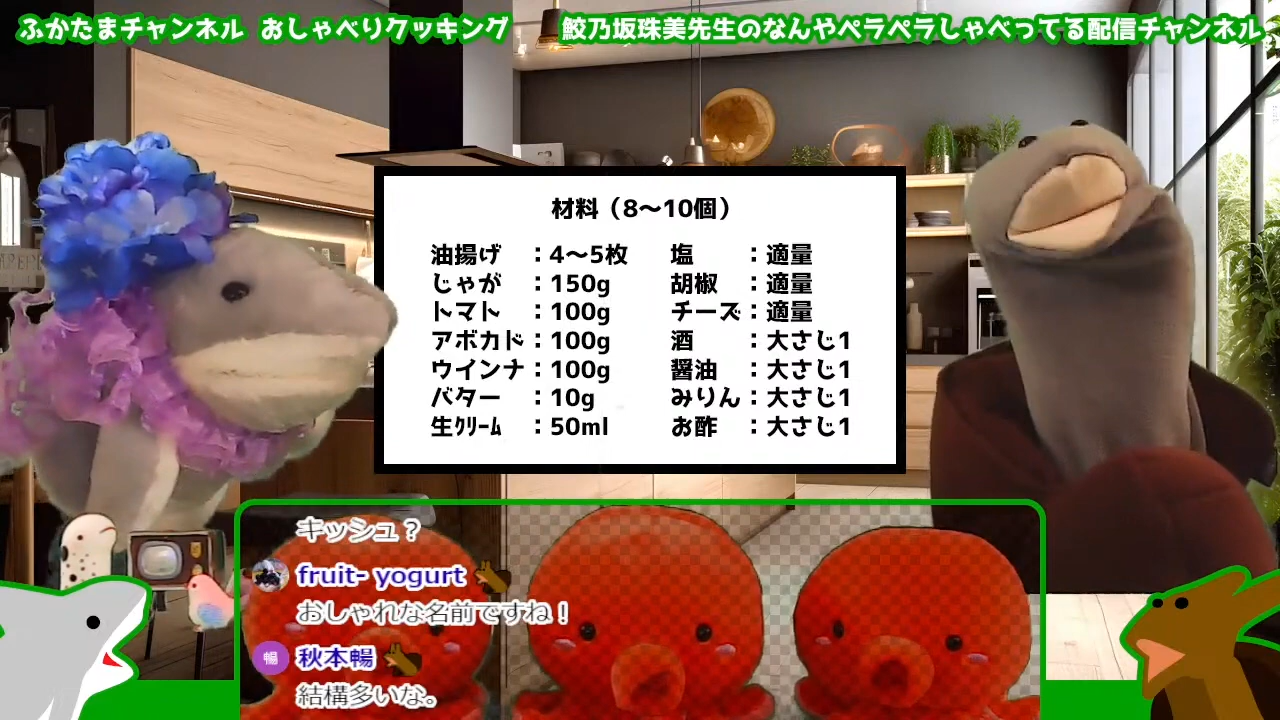 ふかたまチャンネル おしゃべりクッキング
鮫乃坂珠美先生のなんやペラペラしゃべってる配信チャンネル
材料（8～10個）
油揚げ ：4～5枚 塩 ：適量
じゃが ：150g 胡椒 ：適量
トマト ：100g チーズ：適量
アボカド：100g 酒 ：大さじ1
ウインナ：100g 醤油 ：大さじ1
バター ：10g みりん：大さじ1
生ｸﾘｰﾑ ：50ml お酢 ：大さじ1
キッシュ？
fruit- yogurt
おしゃれな名前ですね！
暢 秋本暢
結構多いな。